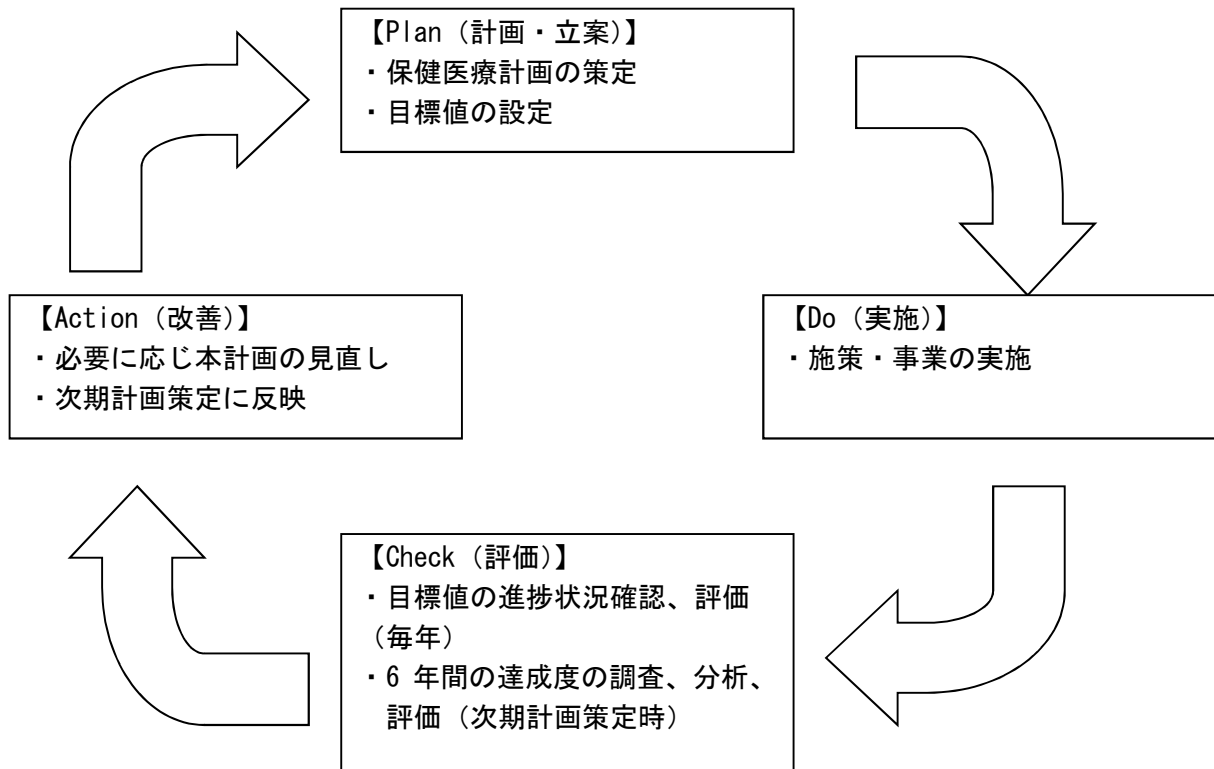 【Plan（計画・立案）】
・保健医療計画の策定
・目標値の設定
【Do（実施）】
・施策・事業の実施
【Check（評価）】
・目標値の進捗状況確認、評価
（毎年）
・6 年間の達成度の調査、分析、
評価（次期計画策定時）
【Action（改善）】
・必要に応じ本計画の見直し
・次期計画策定に反映